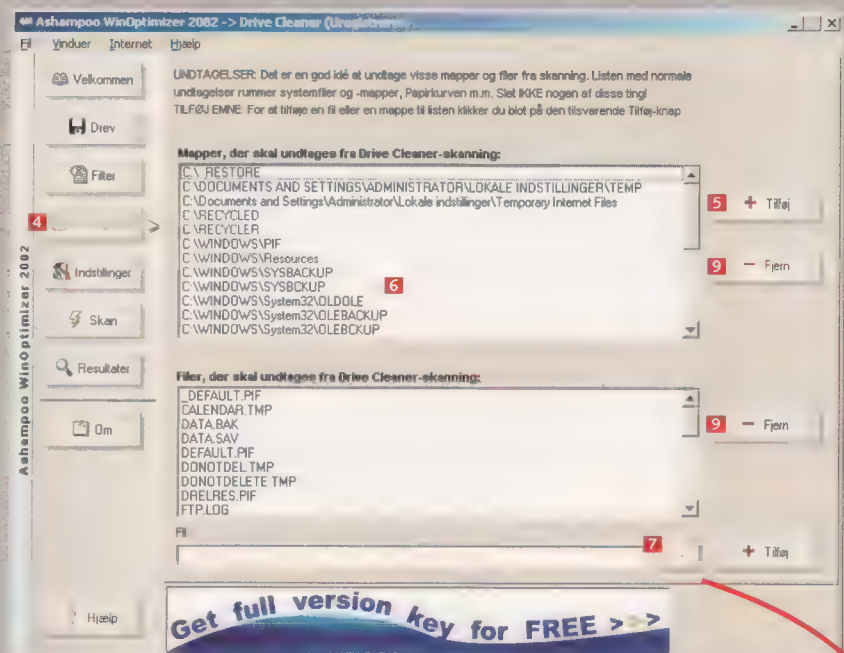 Ashampoo WinOptimizer 2002 -> Drive Cleaner
Fil Vinduer Internet Hjælp
Velkommen
Drev
Filter
4
Indstillinger
Skan
Resultater
Om
Hjælp
Ashampoo WinOptimizer 2002
UNDTAGELSER: Det er en god idé at undtage visse mapper og filer fra skanning. Listen med normale
undtagelser rummer systemfiler og -mapper, Papirkurven m.m. Slet IKKE nogen af disse ting!
TILFØJ EMNE: For at tilføje en fil eller en mappe til listen klikker du blot på den tilsvarende Tilføj-knap
Mapper, der skal undtages fra Drive Cleaner-skanning:
C:\_RESTORE
C:\DOCUMENTS AND SETTINGS\ADMINISTRATOR\LOKALE INDSTILLINGER\TEMP
C:\Documents and Settings\Administrator\Lokale indstillinger\Temporary Internet Files
C:\RECYCLED
C:\RECYCLER
C:\WINDOWS\PIF
C:\WINDOWS\Resources
C:\WINDOWS\SYSBACKUP
C:\WINDOWS\SYSBCKUP
6
C:\WINDOWS\System32\OLDOLE
C:\WINDOWS\System32\OLEBACKUP
C:\WINDOWS\System32\OLEBCKUP
5 + Tilføj
9 − Fjern
Filer, der skal undtages fra Drive Cleaner-skanning:
_DEFAULT.PIF
CALENDAR.TMP
DATA.BAK
DATA.SAV
DEFAULT.PIF
DONOTDEL.TMP
DONOTDELETE.TMP
DRELRES.PIF
FTP.LOG
9 − Fjern
Fil
7
+ Tilføj
Get full version key for FREE > > >